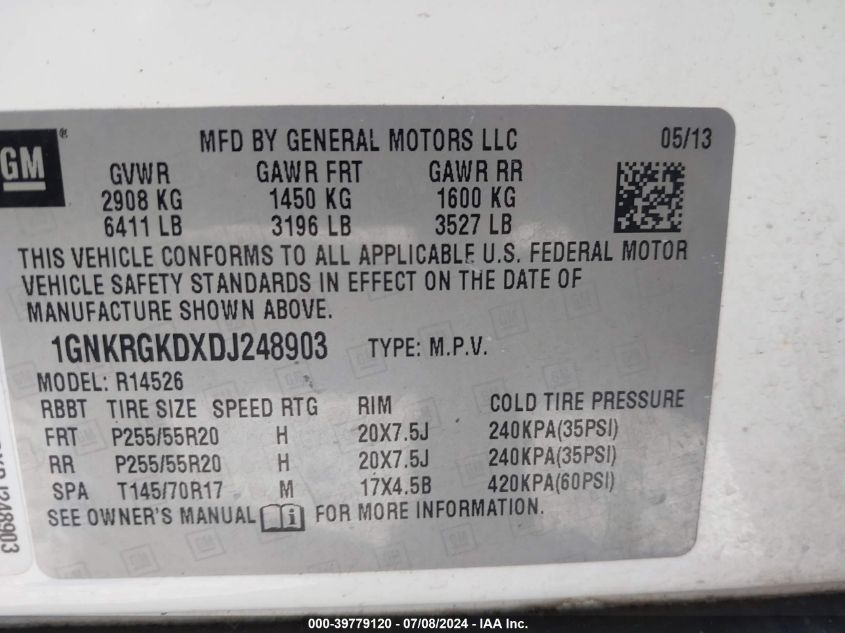 GM®
MFD BY GENERAL MOTORS LLC 05/13
GVWR GAWR FRT GAWR RR
2908 KG 1450 KG 1600 KG
6411 LB 3196 LB 3527 LB
THIS VEHICLE CONFORMS TO ALL APPLICABLE U.S. FEDERAL MOTOR
VEHICLE SAFETY STANDARDS IN EFFECT ON THE DATE OF
MANUFACTURE SHOWN ABOVE.
1GNKRGKDXDJ248903 TYPE: M.P.V.
MODEL: R14526
RBBT TIRE SIZE SPEED RTG RIM COLD TIRE PRESSURE
FRT P255/55R20 H 20X7.5J 240KPA(35PSI)
RR P255/55R20 H 20X7.5J 240KPA(35PSI)
SPA T145/70R17 M 17X4.5B 420KPA(60PSI)
SEE OWNER'S MANUAL i FOR MORE INFORMATION.
J248903
000-39779120 - 07/08/2024 - IAA Inc.